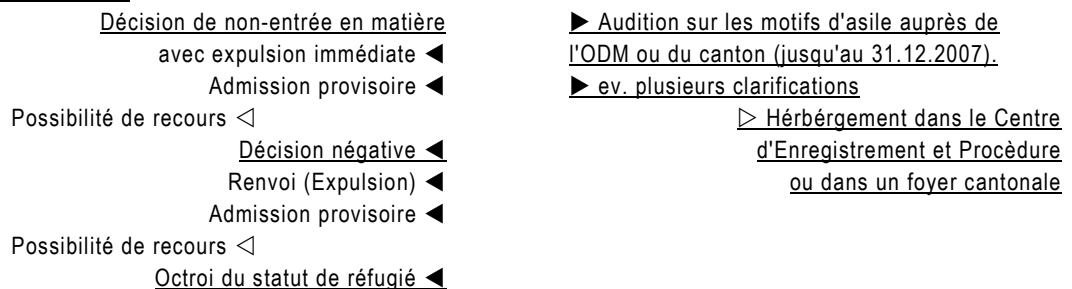 Décision de non-entrée en matière
avec expulsion immédiate ◀
Admission provisoire ◀
Possibilité de recours ◁
Décision négative ◀
Renvoi (Expulsion) ◀
Admission provisoire ◀
Possibilité de recours ◁
Octroi du statut de réfugié ◀
▶ Audition sur les motifs d'asile auprès de
l'ODM ou du canton (jusqu'au 31.12.2007).
▶ ev. plusieurs clarifications
▷ Hérbérgement dans le Centre
d'Enregistrement et Procèdure
ou dans un foyer cantonale